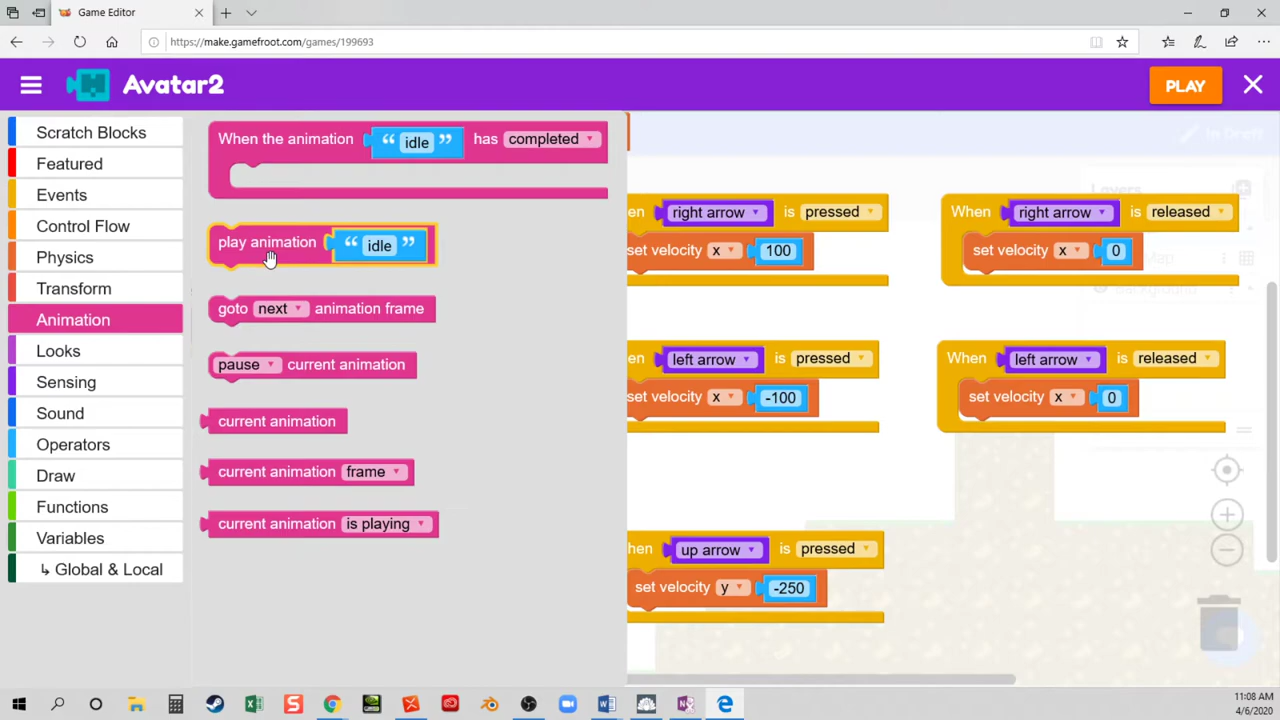 Game Editor
https://make.gamefroot.com/games/199693
Avatar2
PLAY
Scratch Blocks
Featured
Events
Control Flow
Physics
Transform
Animation
Looks
Sensing
Sound
Operators
Draw
Functions
Variables
↳ Global & Local
When the animation “ idle ” has completed
play animation “ idle ”
goto next animation frame
pause current animation
current animation
current animation frame
current animation is playing
In Draft
Layers
Background
en right arrow is pressed
set velocity x 100
When right arrow is released
set velocity x 0
en left arrow is pressed
set velocity x -100
When left arrow is released
set velocity x 0
hen up arrow is pressed
set velocity y -250
11:08 AM
4/6/2020